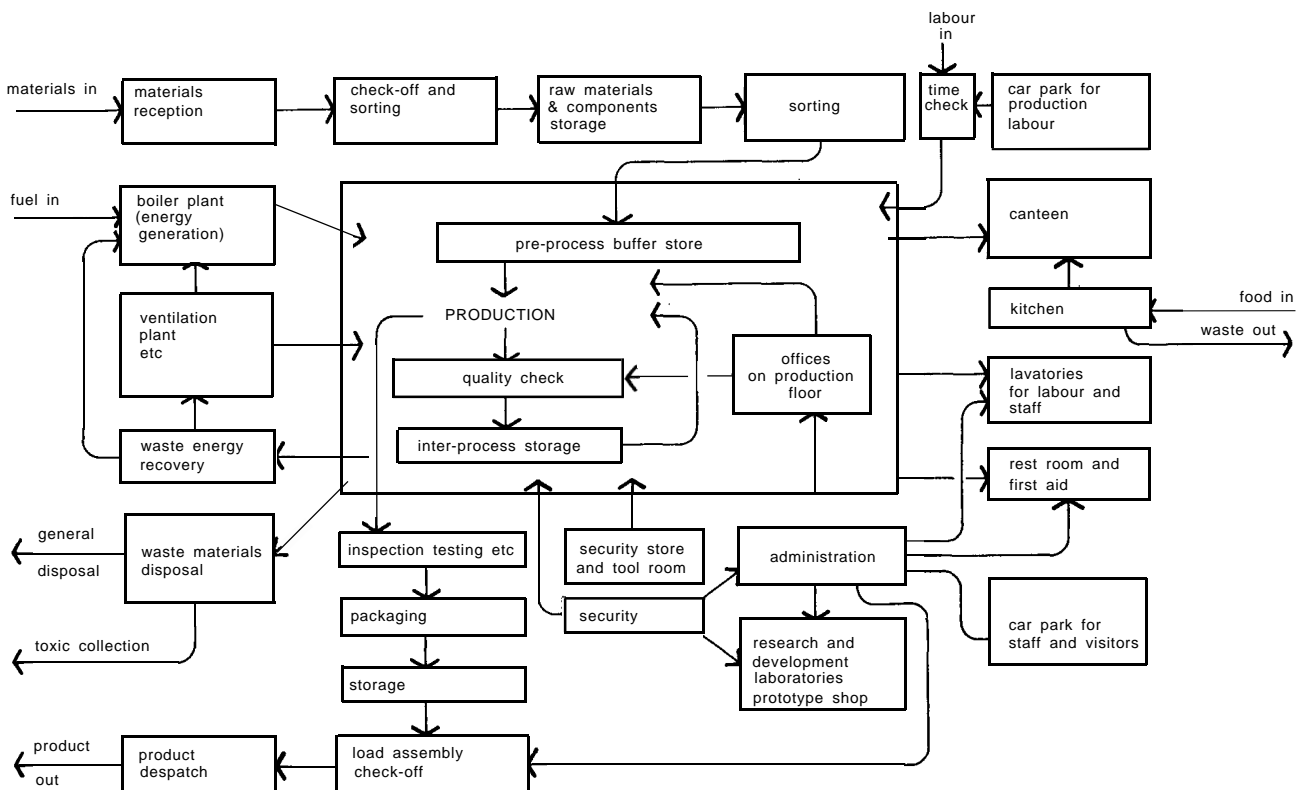 labour
in
materials in
materials
reception
check-off and
sorting
raw materials
& components
storage
sorting
time
check
car park for
production
labour
fuel in
boiler plant
(energy
generation)
pre-process buffer store
canteen
kitchen
food in
waste out
ventilation
plant
etc
PRODUCTION
quality check
offices
on production
floor
lavatories
for labour and
staff
inter-process storage
waste energy
recovery
rest room and
first aid
general
disposal
waste materials
disposal
inspection testing etc
security store
and tool room
administration
packaging
security
car park for
staff and visitors
toxic collection
research and
development
laboratories
prototype shop
storage
product
out
product
despatch
load assembly
check-off